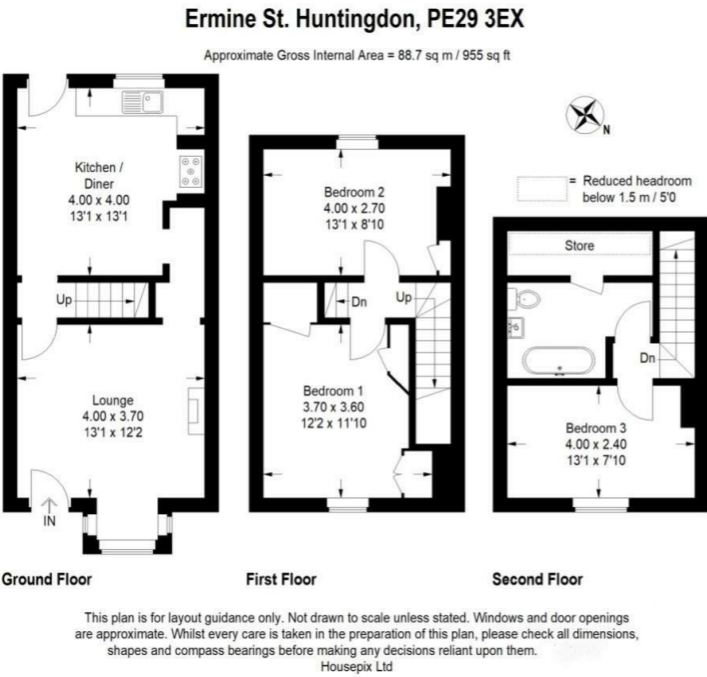 Ermine St. Huntingdon, PE29 3EX
Approximate Gross Internal Area = 88.7 sq m / 955 sq ft
Kitchen /
Diner
4.00 x 4.00
13'1 x 13'1
Up
Lounge
4.00 x 3.70
13'1 x 12'2
IN
Ground Floor
Bedroom 2
4.00 x 2.70
13'1 x 8'10
Dn
Up
Bedroom 1
3.70 x 3.60
12'2 x 11'10
First Floor
N
= Reduced headroom
below 1.5 m / 5'0
Store
Dn
Bedroom 3
4.00 x 2.40
13'1 x 7'10
Second Floor
This plan is for layout guidance only. Not drawn to scale unless stated. Windows and door openings
are approximate. Whilst every care is taken in the preparation of this plan, please check all dimensions,
shapes and compass bearings before making any decisions reliant upon them.
Housepix Ltd